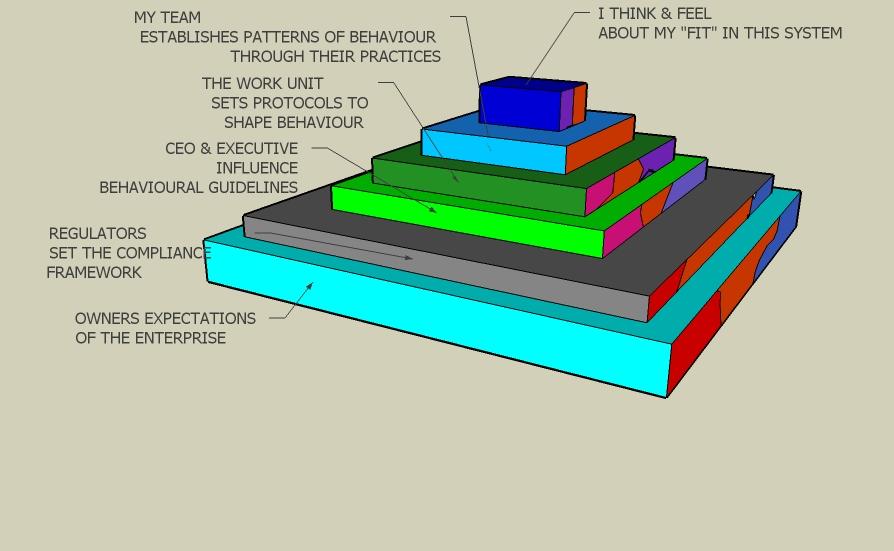 MY TEAM
ESTABLISHES PATTERNS OF BEHAVIOUR
THROUGH THEIR PRACTICES
I THINK & FEEL
ABOUT MY "FIT" IN THIS SYSTEM
THE WORK UNIT
SETS PROTOCOLS TO
SHAPE BEHAVIOUR
CEO & EXECUTIVE
INFLUENCE
BEHAVIOURAL GUIDELINES
REGULATORS
SET THE COMPLIANCE
FRAMEWORK
OWNERS EXPECTATIONS
OF THE ENTERPRISE